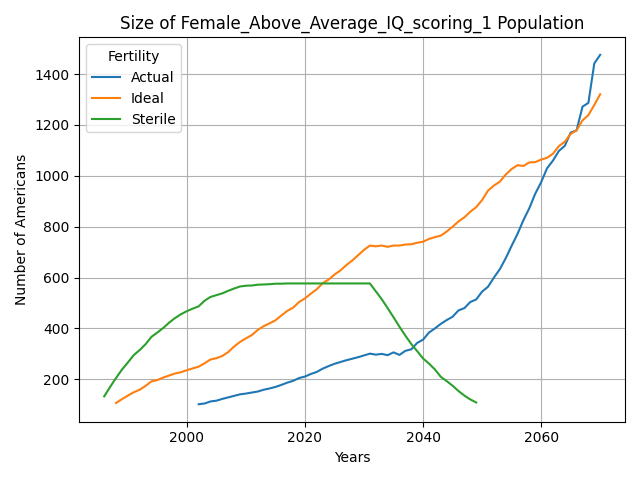 Size of Female_Above_Average_IQ_scoring_1 Population
Fertility
Actual
Ideal
Sterile
Number of Americans
1400
1200
1000
800
600
400
200
2000
2020
2040
2060
Years